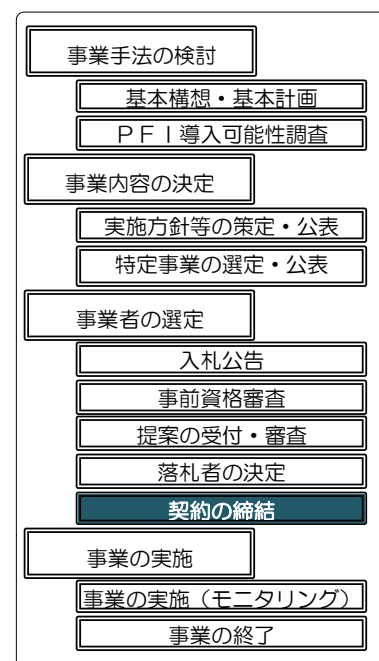 事業手法の検討
基本構想・基本計画
ＰＦＩ導入可能性調査
事業内容の決定
実施方針等の策定・公表
特定事業の選定・公表
事業者の選定
入札公告
事前資格審査
提案の受付・審査
落札者の決定
契約の締結
事業の実施
事業の実施（モニタリング）
事業の終了